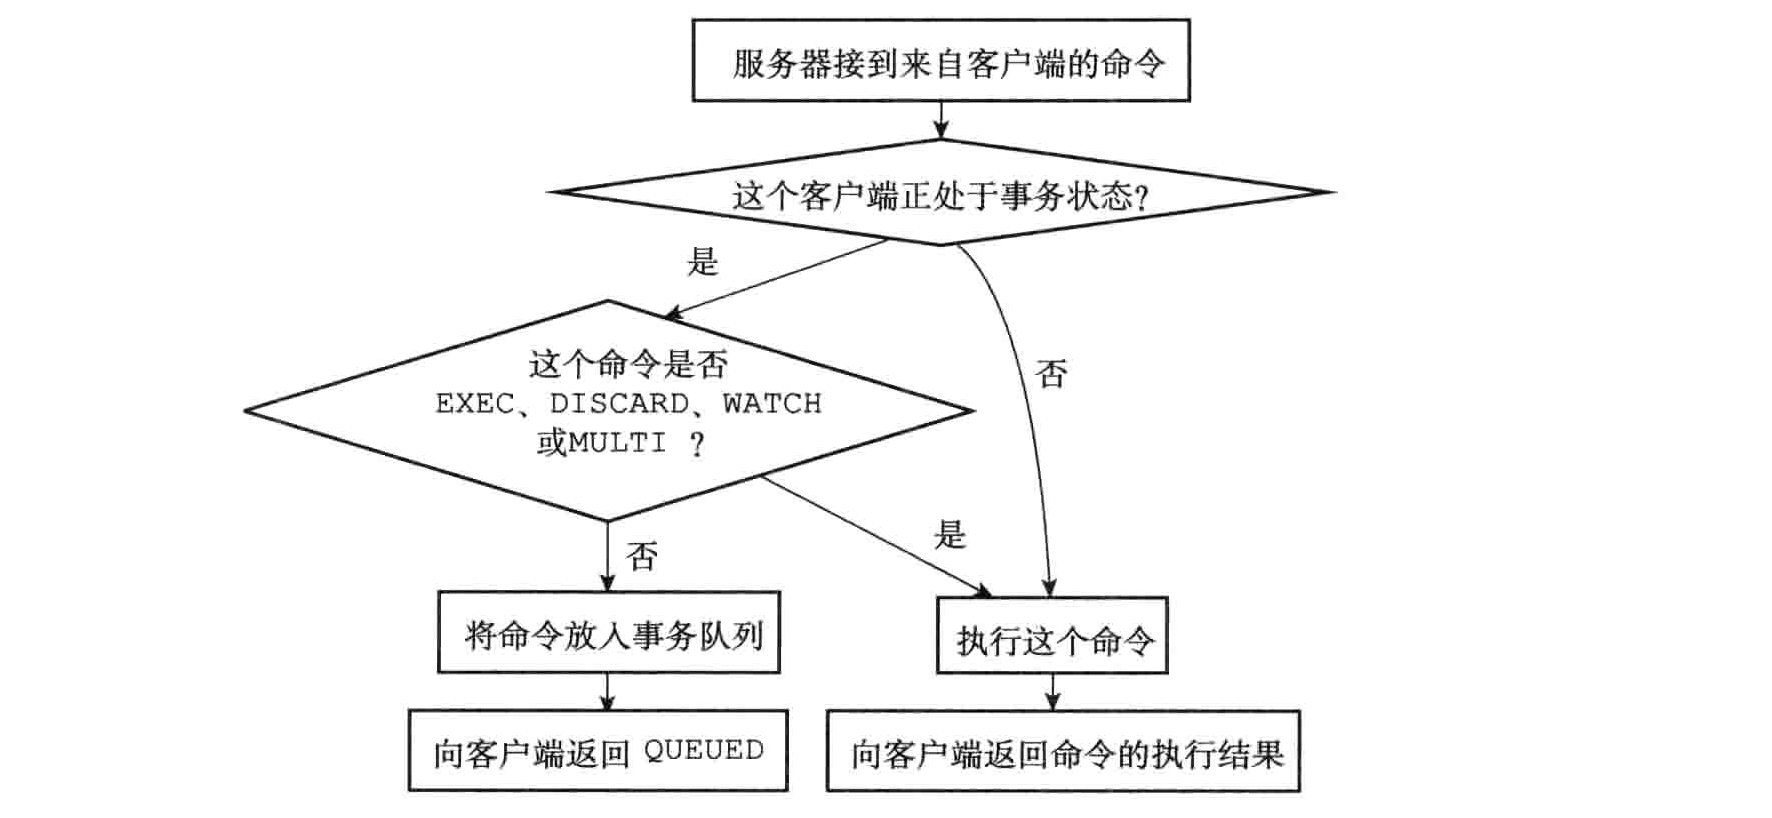 服务器接到来自客户端的命令
这个客户端正处于事务状态?
是
否
这个命令是否
EXEC、DISCARD、WATCH
或MULTI ?
是
否
将命令放入事务队列
执行这个命令
向客户端返回 QUEUED
向客户端返回命令的执行结果